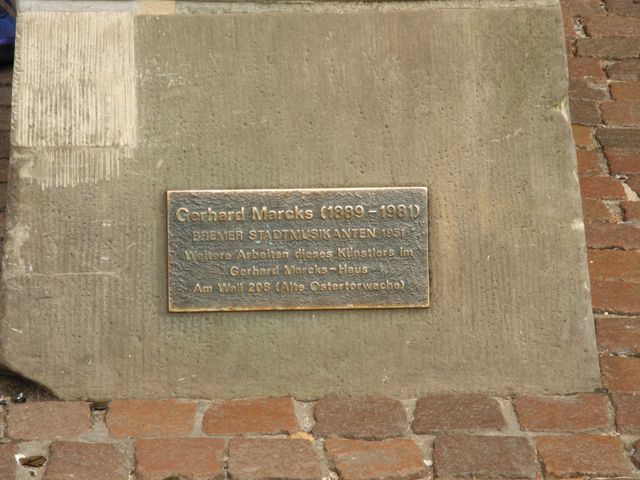 Gerhard Marcks (1889-1981)
BREMER STADTMUSIKANTEN 1951
Weitere Arbeiten dieses Künstlers im
Gerhard Marcks-Haus
Am Wall 208 (Alte Ostertorwache)